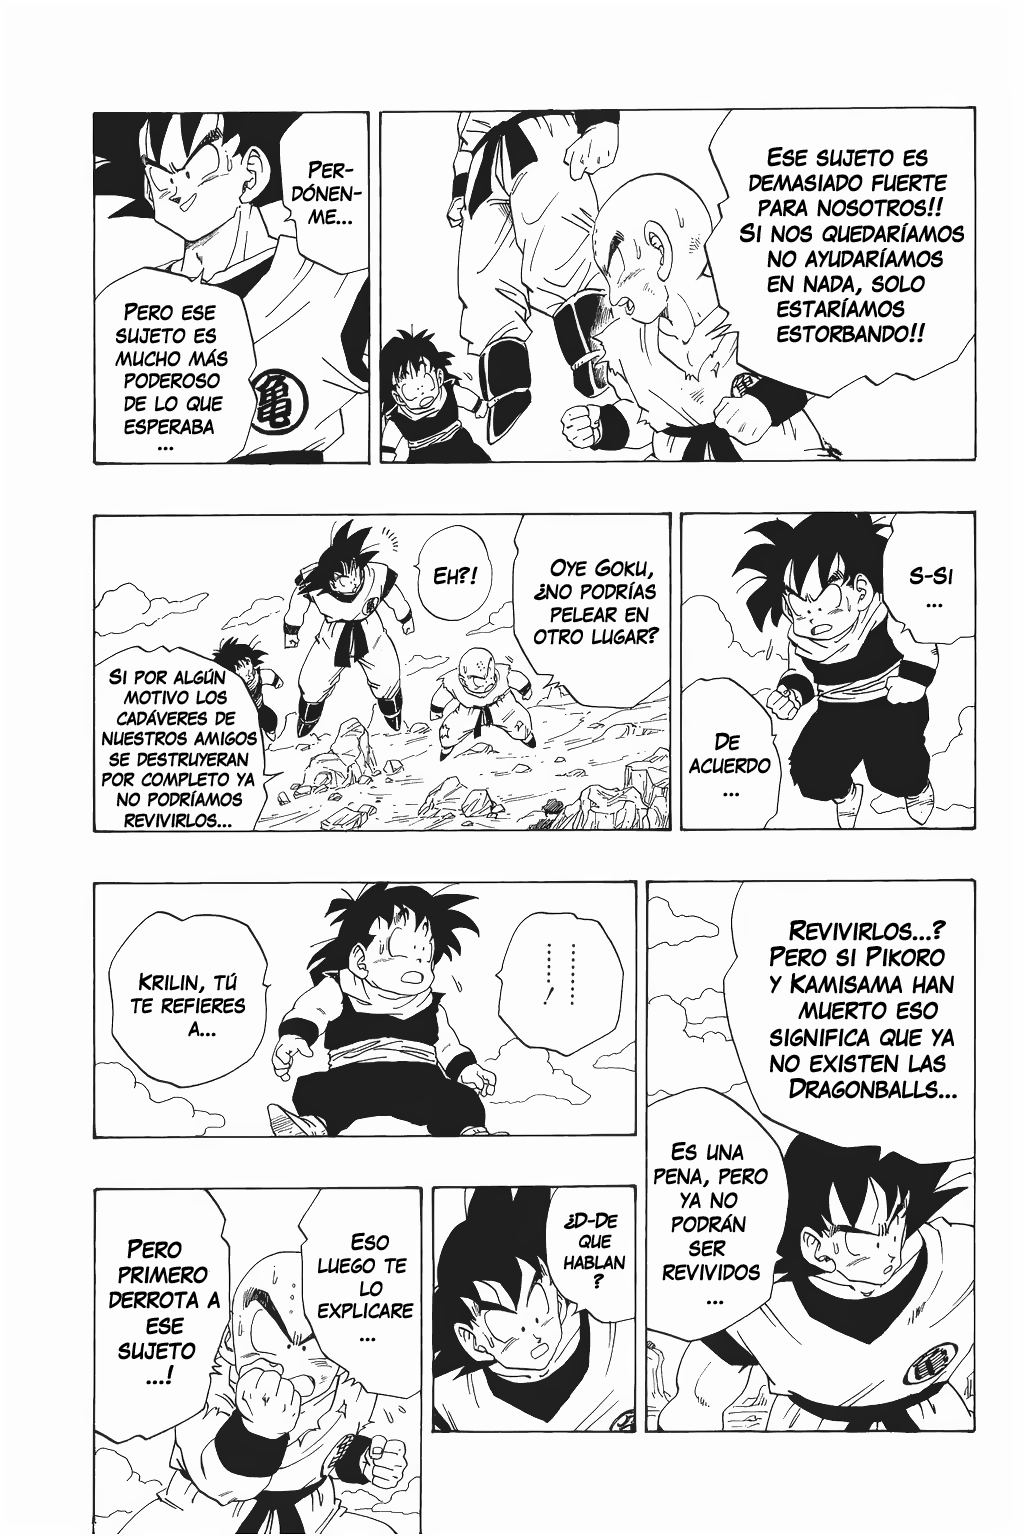 ESE SUJETO ES
DEMASIADO FUERTE
PARA NOSOTROS!!
SI NOS QUEDARÍAMOS
NO AYUDARÍAMOS
EN NADA, SOLO
ESTARÍAMOS
ESTORBANDO!!
PER-
DÓNEN-
ME...
PERO ESE
SUJETO ES
MUCHO MÁS
PODEROSO
DE LO QUE
ESPERABA
...
亀
S-SI
...
DE
ACUERDO
...
OYE GOKU,
¿NO PODRÍAS
PELEAR EN
OTRO LUGAR?
EH?!
SI POR ALGÚN
MOTIVO LOS
CADÁVERES DE
NUESTROS AMIGOS
SE DESTRUYERAN
POR COMPLETO YA
NO PODRÍAMOS
REVIVIRLOS...
REVIVIRLOS...?
PERO SI PIKORO
Y KAMISAMA HAN
MUERTO ESO
SIGNIFICA QUE YA
NO EXISTEN LAS
DRAGONBALLS...
ES UNA
PENA, PERO
YA NO
PODRÁN
SER
REVIVIDOS
...
......!
KRILIN, TÚ
TE REFIERES
A...
¿D-DE
QUE
HABLAN
?
ESO
LUEGO TE
LO
EXPLICARE
...
PERO
PRIMERO
DERROTA A
ESE
SUJETO
...!